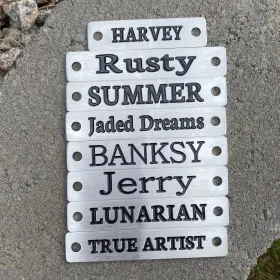 HARVEY
Rusty
SUMMER
Jaded Dreams
BANKSY
Jerry
LUNARIAN
TRUE ARTIST